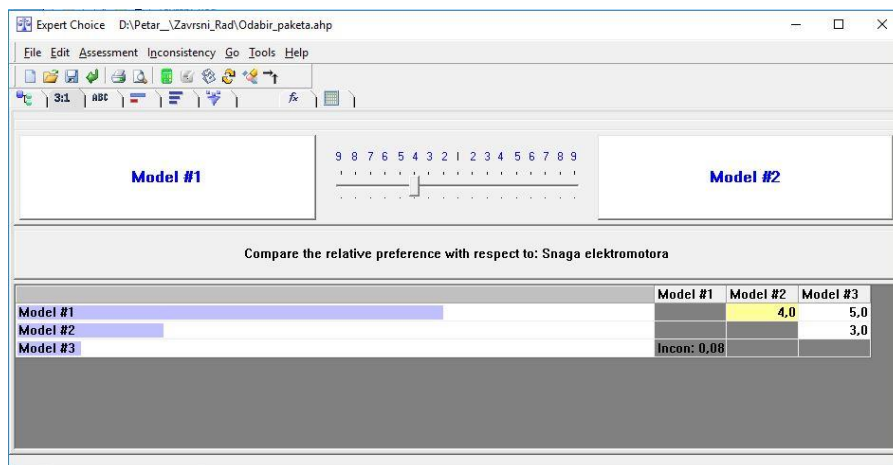 Expert Choice D:\Petar_\Zavrsni_Rad\Odabir_paketa.ahp
File Edit Assessment Inconsistency Go Tools Help
3:1 ABC fx
9 8 7 6 5 4 3 2 1 2 3 4 5 6 7 8 9
Model #1 Model #2
Compare the relative preference with respect to: Snaga elektromotora
Model #1 Model #2 Model #3
Model #1 4,0 5,0
Model #2 3,0
Model #3 Incon: 0,08